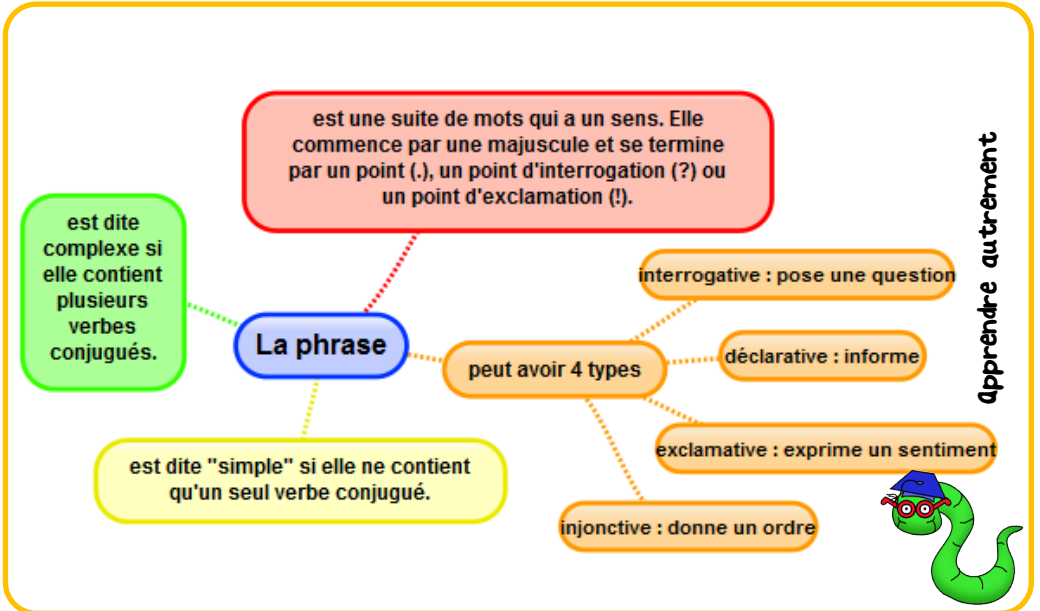 est une suite de mots qui a un sens. Elle
commence par une majuscule et se termine
par un point (.), un point d'interrogation (?) ou
un point d'exclamation (!).
est dite
complexe si
elle contient
plusieurs
verbes
conjugués.
La phrase
peut avoir 4 types
interrogative : pose une question
déclarative : informe
exclamative : exprime un sentiment
injonctive : donne un ordre
est dite "simple" si elle ne contient
qu'un seul verbe conjugué.
apprendre autrement